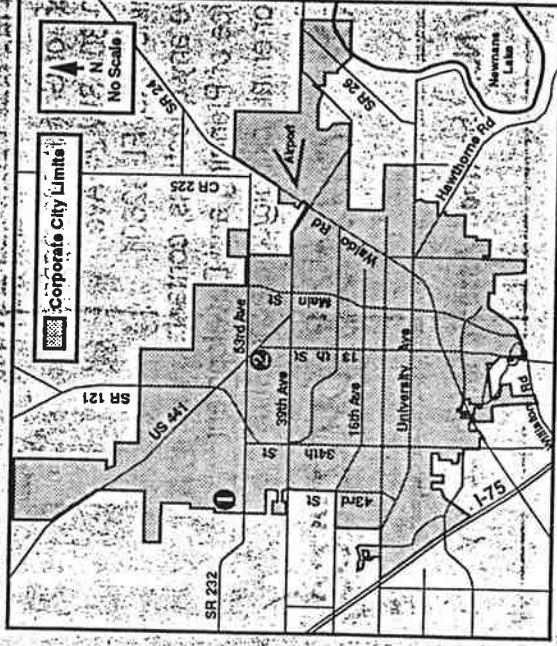 Corporate City Limits
N
No Scale
SR 24
SR 26
Newnans
Lake
Airport
CR 225
Hawthorne Rd
Waldo
Rd
53rd Ave
Main
St
SR 121
US 441
24
13 th St
39th Ave
16th Ave
University Ave
34th
St
43rd
St
1
SR 232
I-75
Williston
Rd